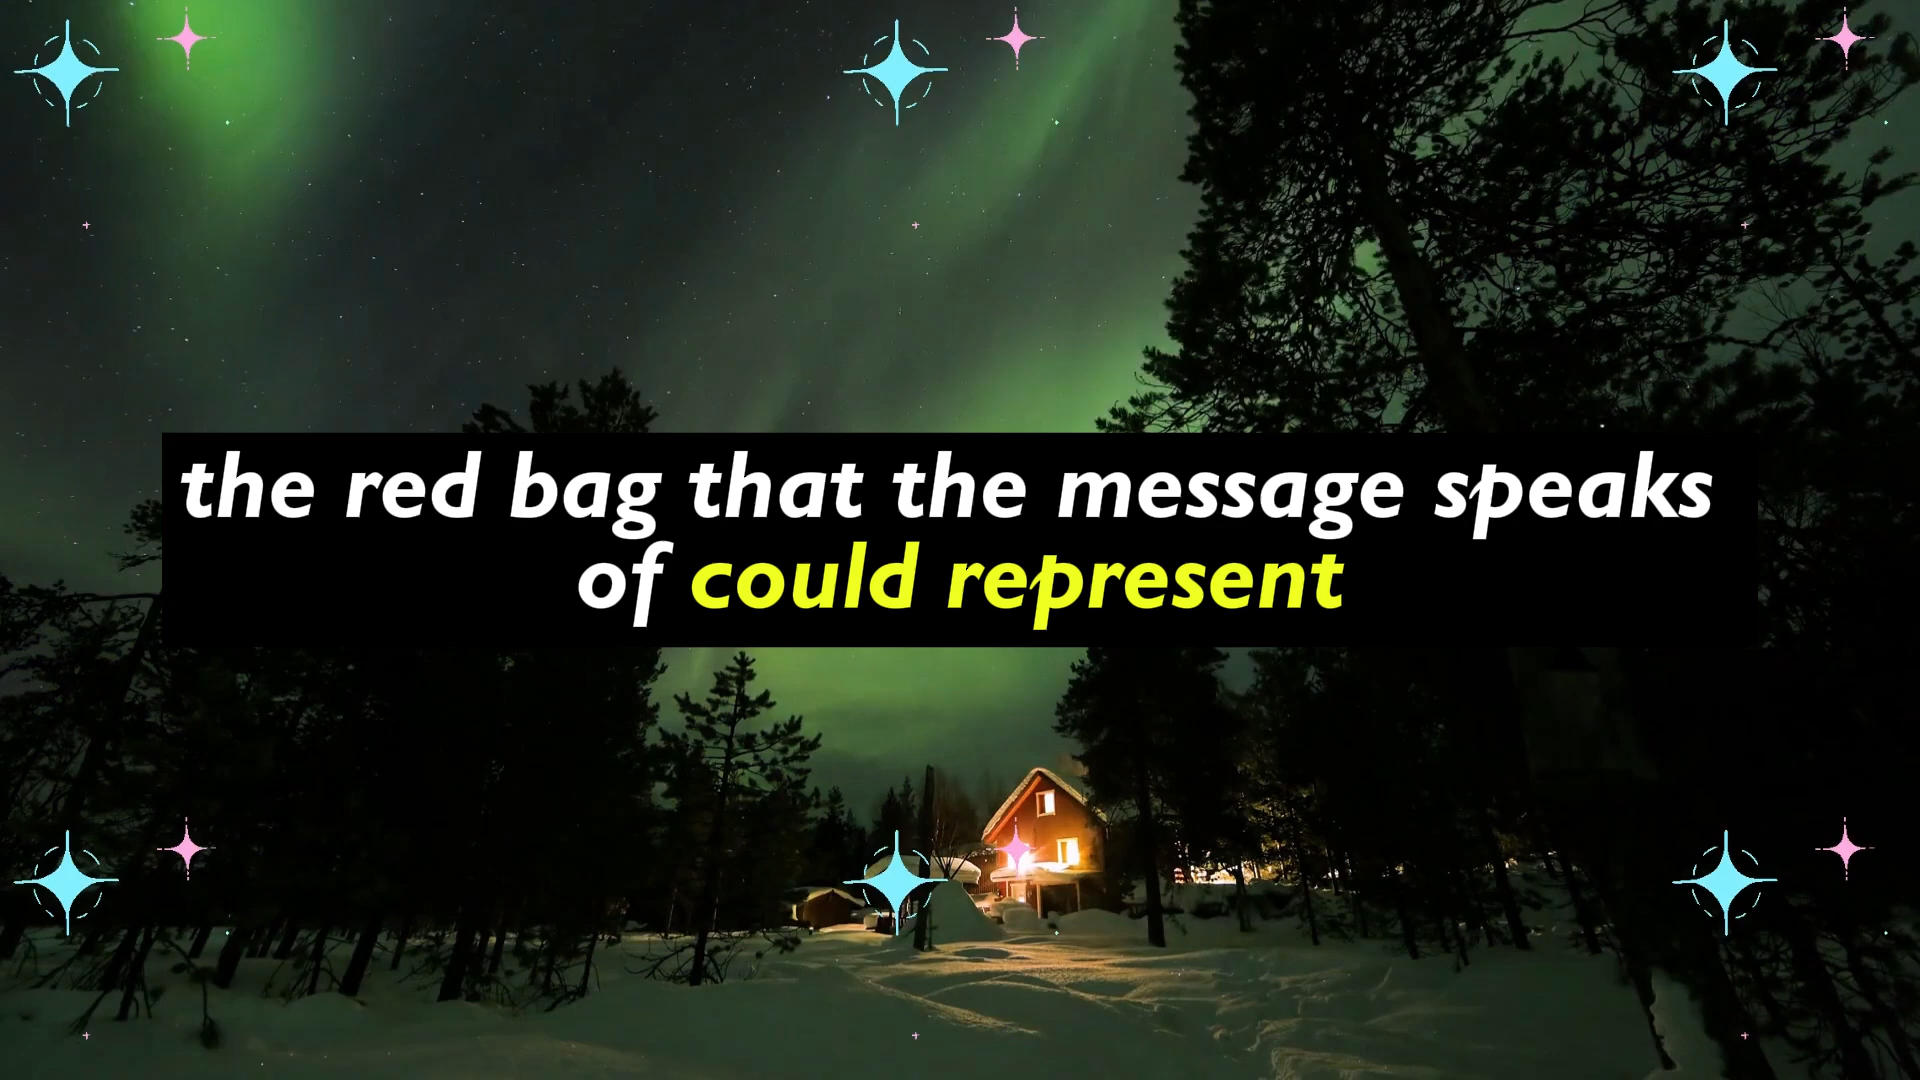 the red bag that the message speaks
of could represent